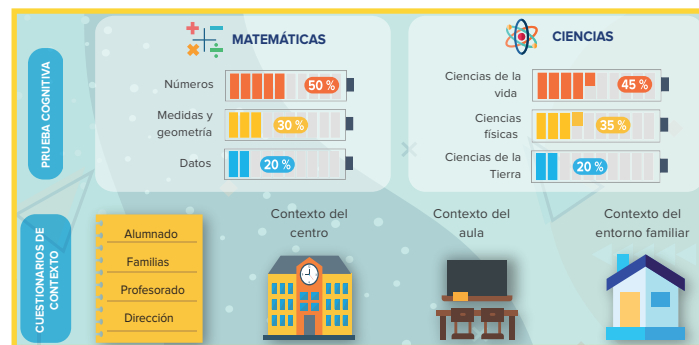 PRUEBA COGNITIVA
MATEMÁTICAS
Números
50 %
Medidas y
geometría
30 %
Datos
20 %
CIENCIAS
Ciencias de la
vida
45 %
Ciencias
físicas
35 %
Ciencias de la
Tierra
20 %
CUESTIONARIOS DE
CONTEXTO
Alumnado
Familias
Profesorado
Dirección
Contexto del
centro
Contexto del
aula
Contexto del
entorno familiar